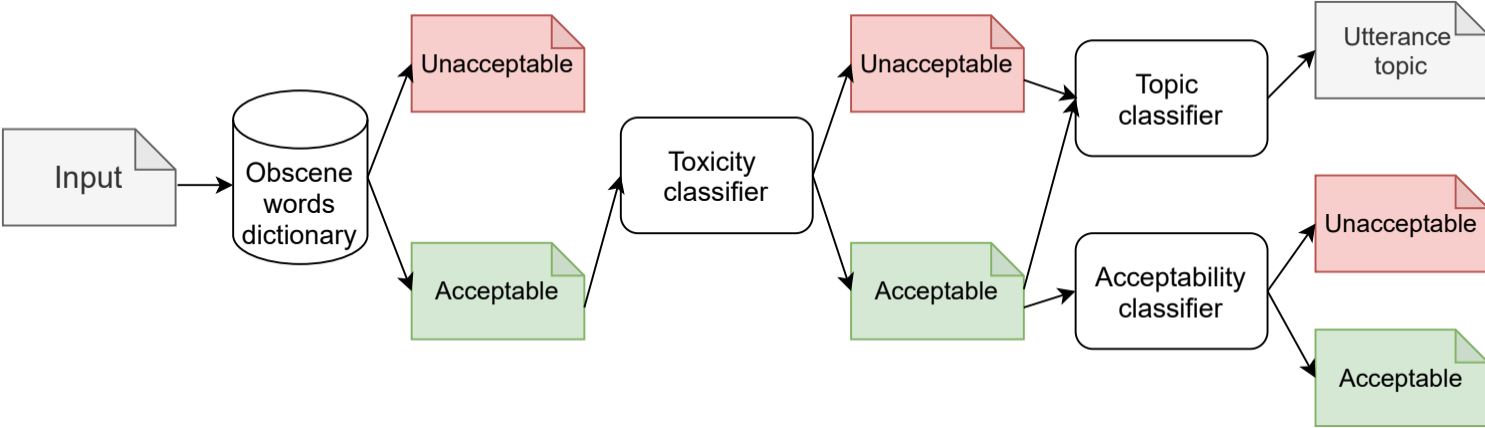 Input
Obscene
words
dictionary
Unacceptable
Acceptable
Toxicity
classifier
Unacceptable
Acceptable
Topic
classifier
Acceptability
classifier
Utterance
topic
Unacceptable
Acceptable